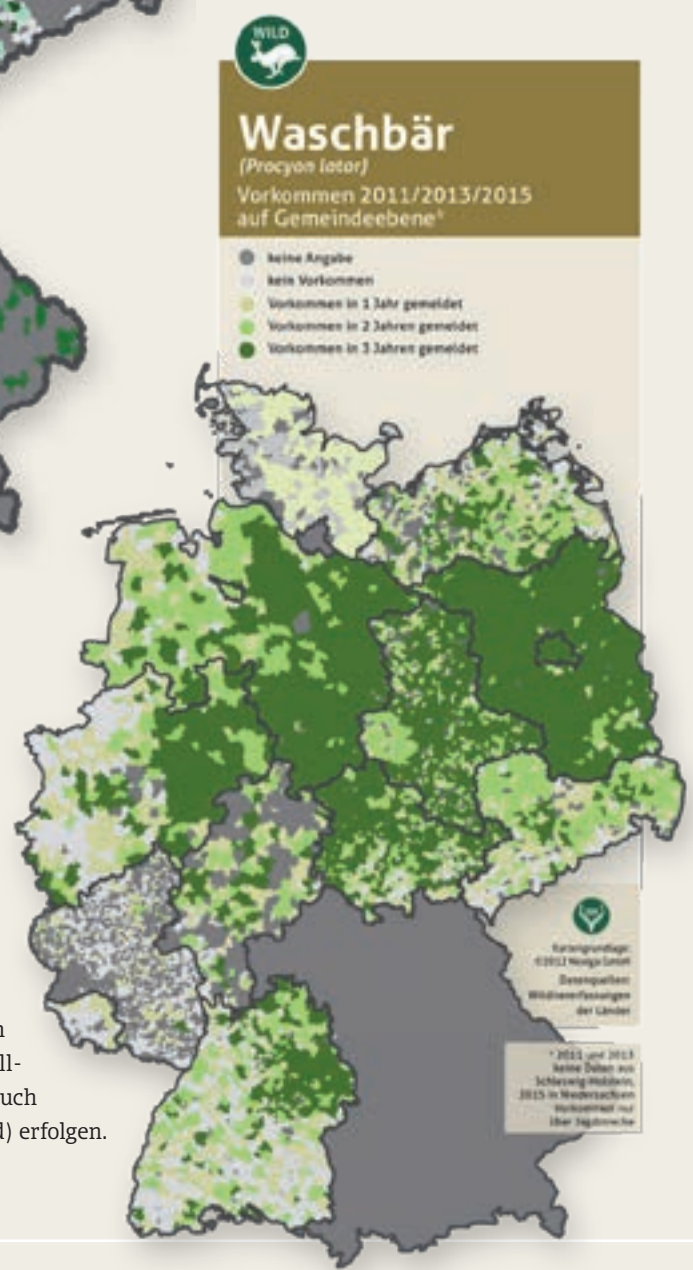 WILD
Waschbär
(Procyon lotor)
Vorkommen 2011/2013/2015
auf Gemeindeebene*
keine Angabe
kein Vorkommen
Vorkommen in 1 Jahr gemeldet
Vorkommen in 2 Jahren gemeldet
Vorkommen in 3 Jahren gemeldet
Kartengrundlage:
©2012 GmbH
Datenquellen:
Wildtiererfassungen
der Länder
* 2011 und 2013
keine Daten aus
Schleswig-Holstein,
2015 in Niedersachsen
Vorkommen nur
über Jagdstrecke
n
ll-
uch
d) erfolgen.